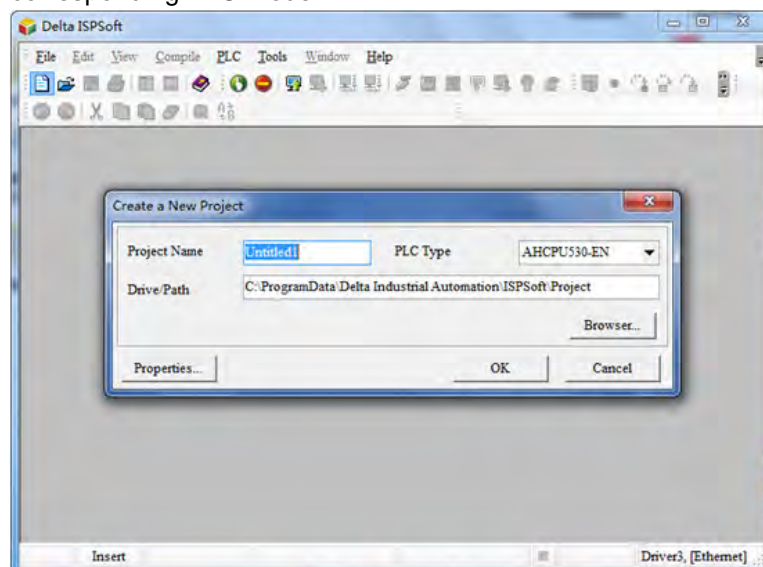 Delta ISPSoft
File Edit View Compile PLC Tools Window Help
Create a New Project
Project Name Untitled1 PLC Type AHCPU530-EN
Drive/Path C:\ProgramData\Delta Industrial Automation\ISPSoft\Project
Browser...
Properties... OK Cancel
Insert Driver3, [Ethernet]